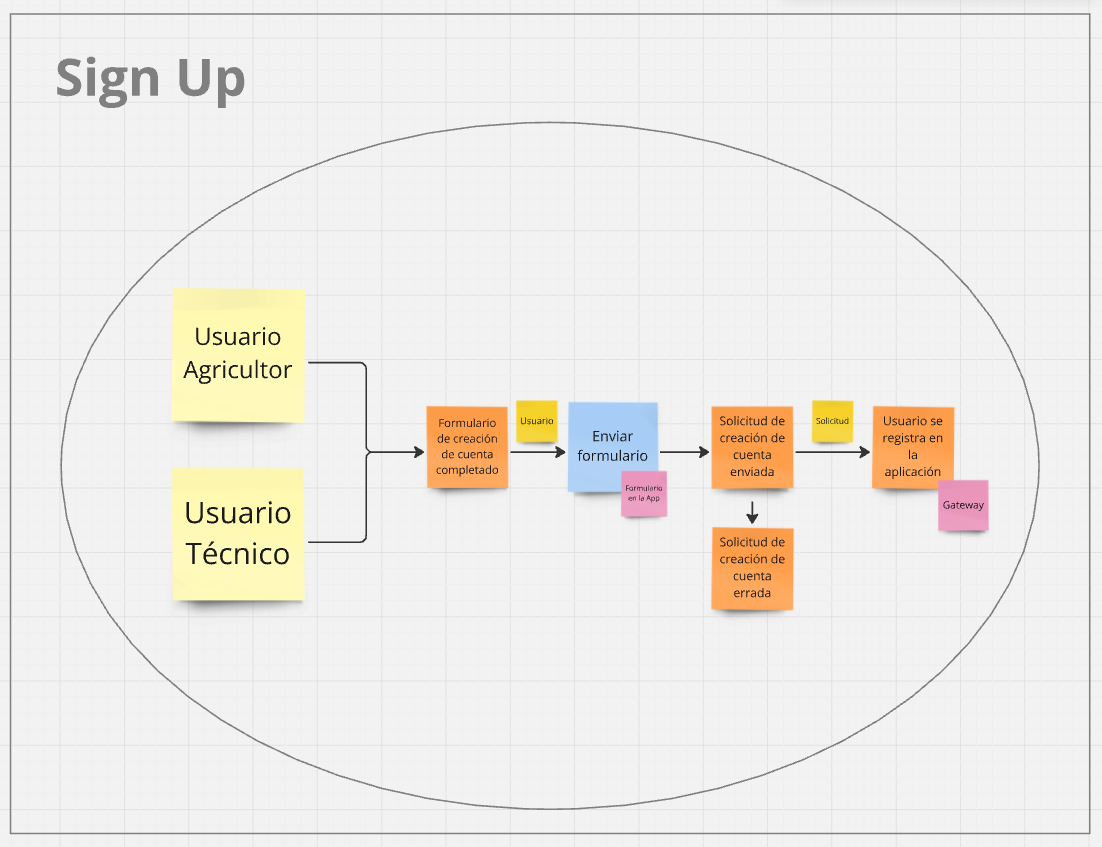 Sign Up
Usuario
Agricultor
Usuario
Técnico
Formulario
de creación
de cuenta
completado
Usuario
Enviar
formulario
Formulario
en la App
Solicitud de
creación de
cuenta
enviada
Solicitud de
creación de
cuenta
errada
Solicitud
Usuario se
registra en
la
aplicación
Gateway